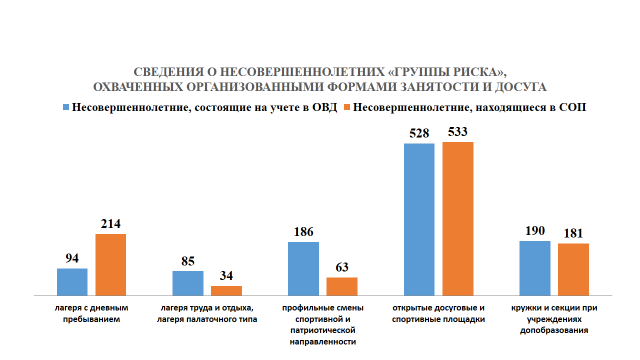 СВЕДЕНИЯ О НЕСОВЕРШЕННОЛЕТНИХ «ГРУППЫ РИСКА»,
ОХВАЧЕННЫХ ОРГАНИЗОВАННЫМИ ФОРМАМИ ЗАНЯТОСТИ И ДОСУГА
Несовершеннолетние, состоящие на учете в ОВД
Несовершеннолетние, находящиеся в СОП
94
214
85
34
186
63
528
533
190
181
лагеря с дневным
пребыванием
лагеря труда и отдыха,
лагеря палаточного типа
профильные смены
спортивной и
патриотической
направленности
открытые досуговые и
спортивные площадки
кружки и секции при
учреждениях
допобразования